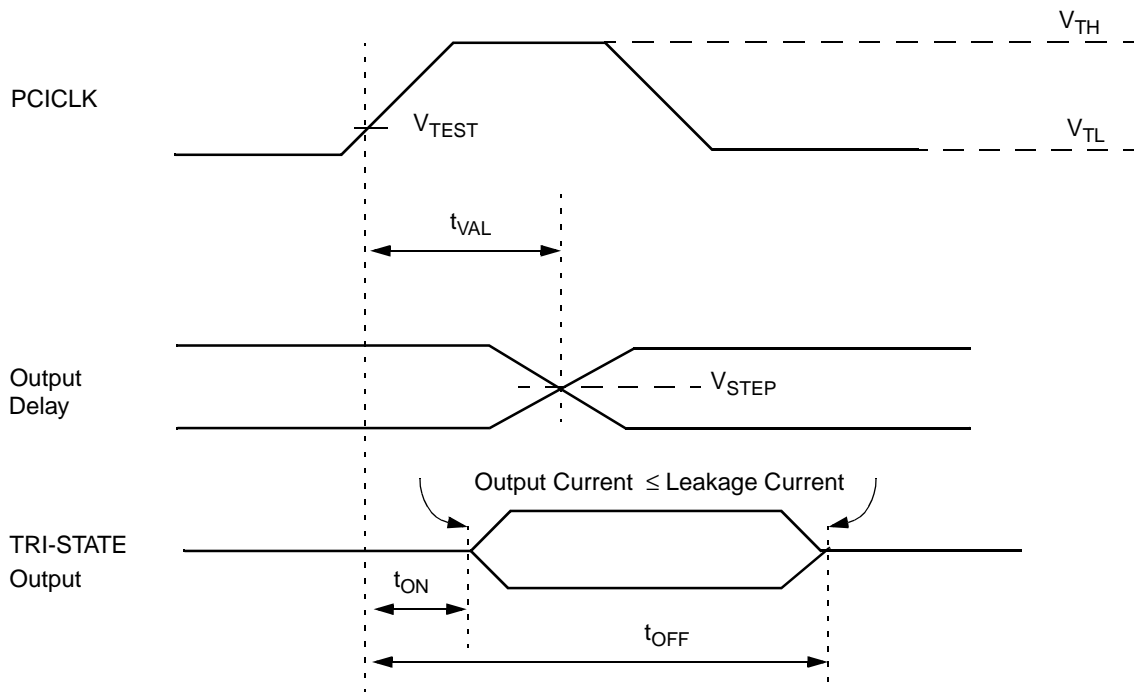 V_TH
PCICLK
V_TEST
V_TL
t_VAL
Output
Delay
V_STEP
Output Current ≤ Leakage Current
TRI-STATE
Output
t_ON
t_OFF